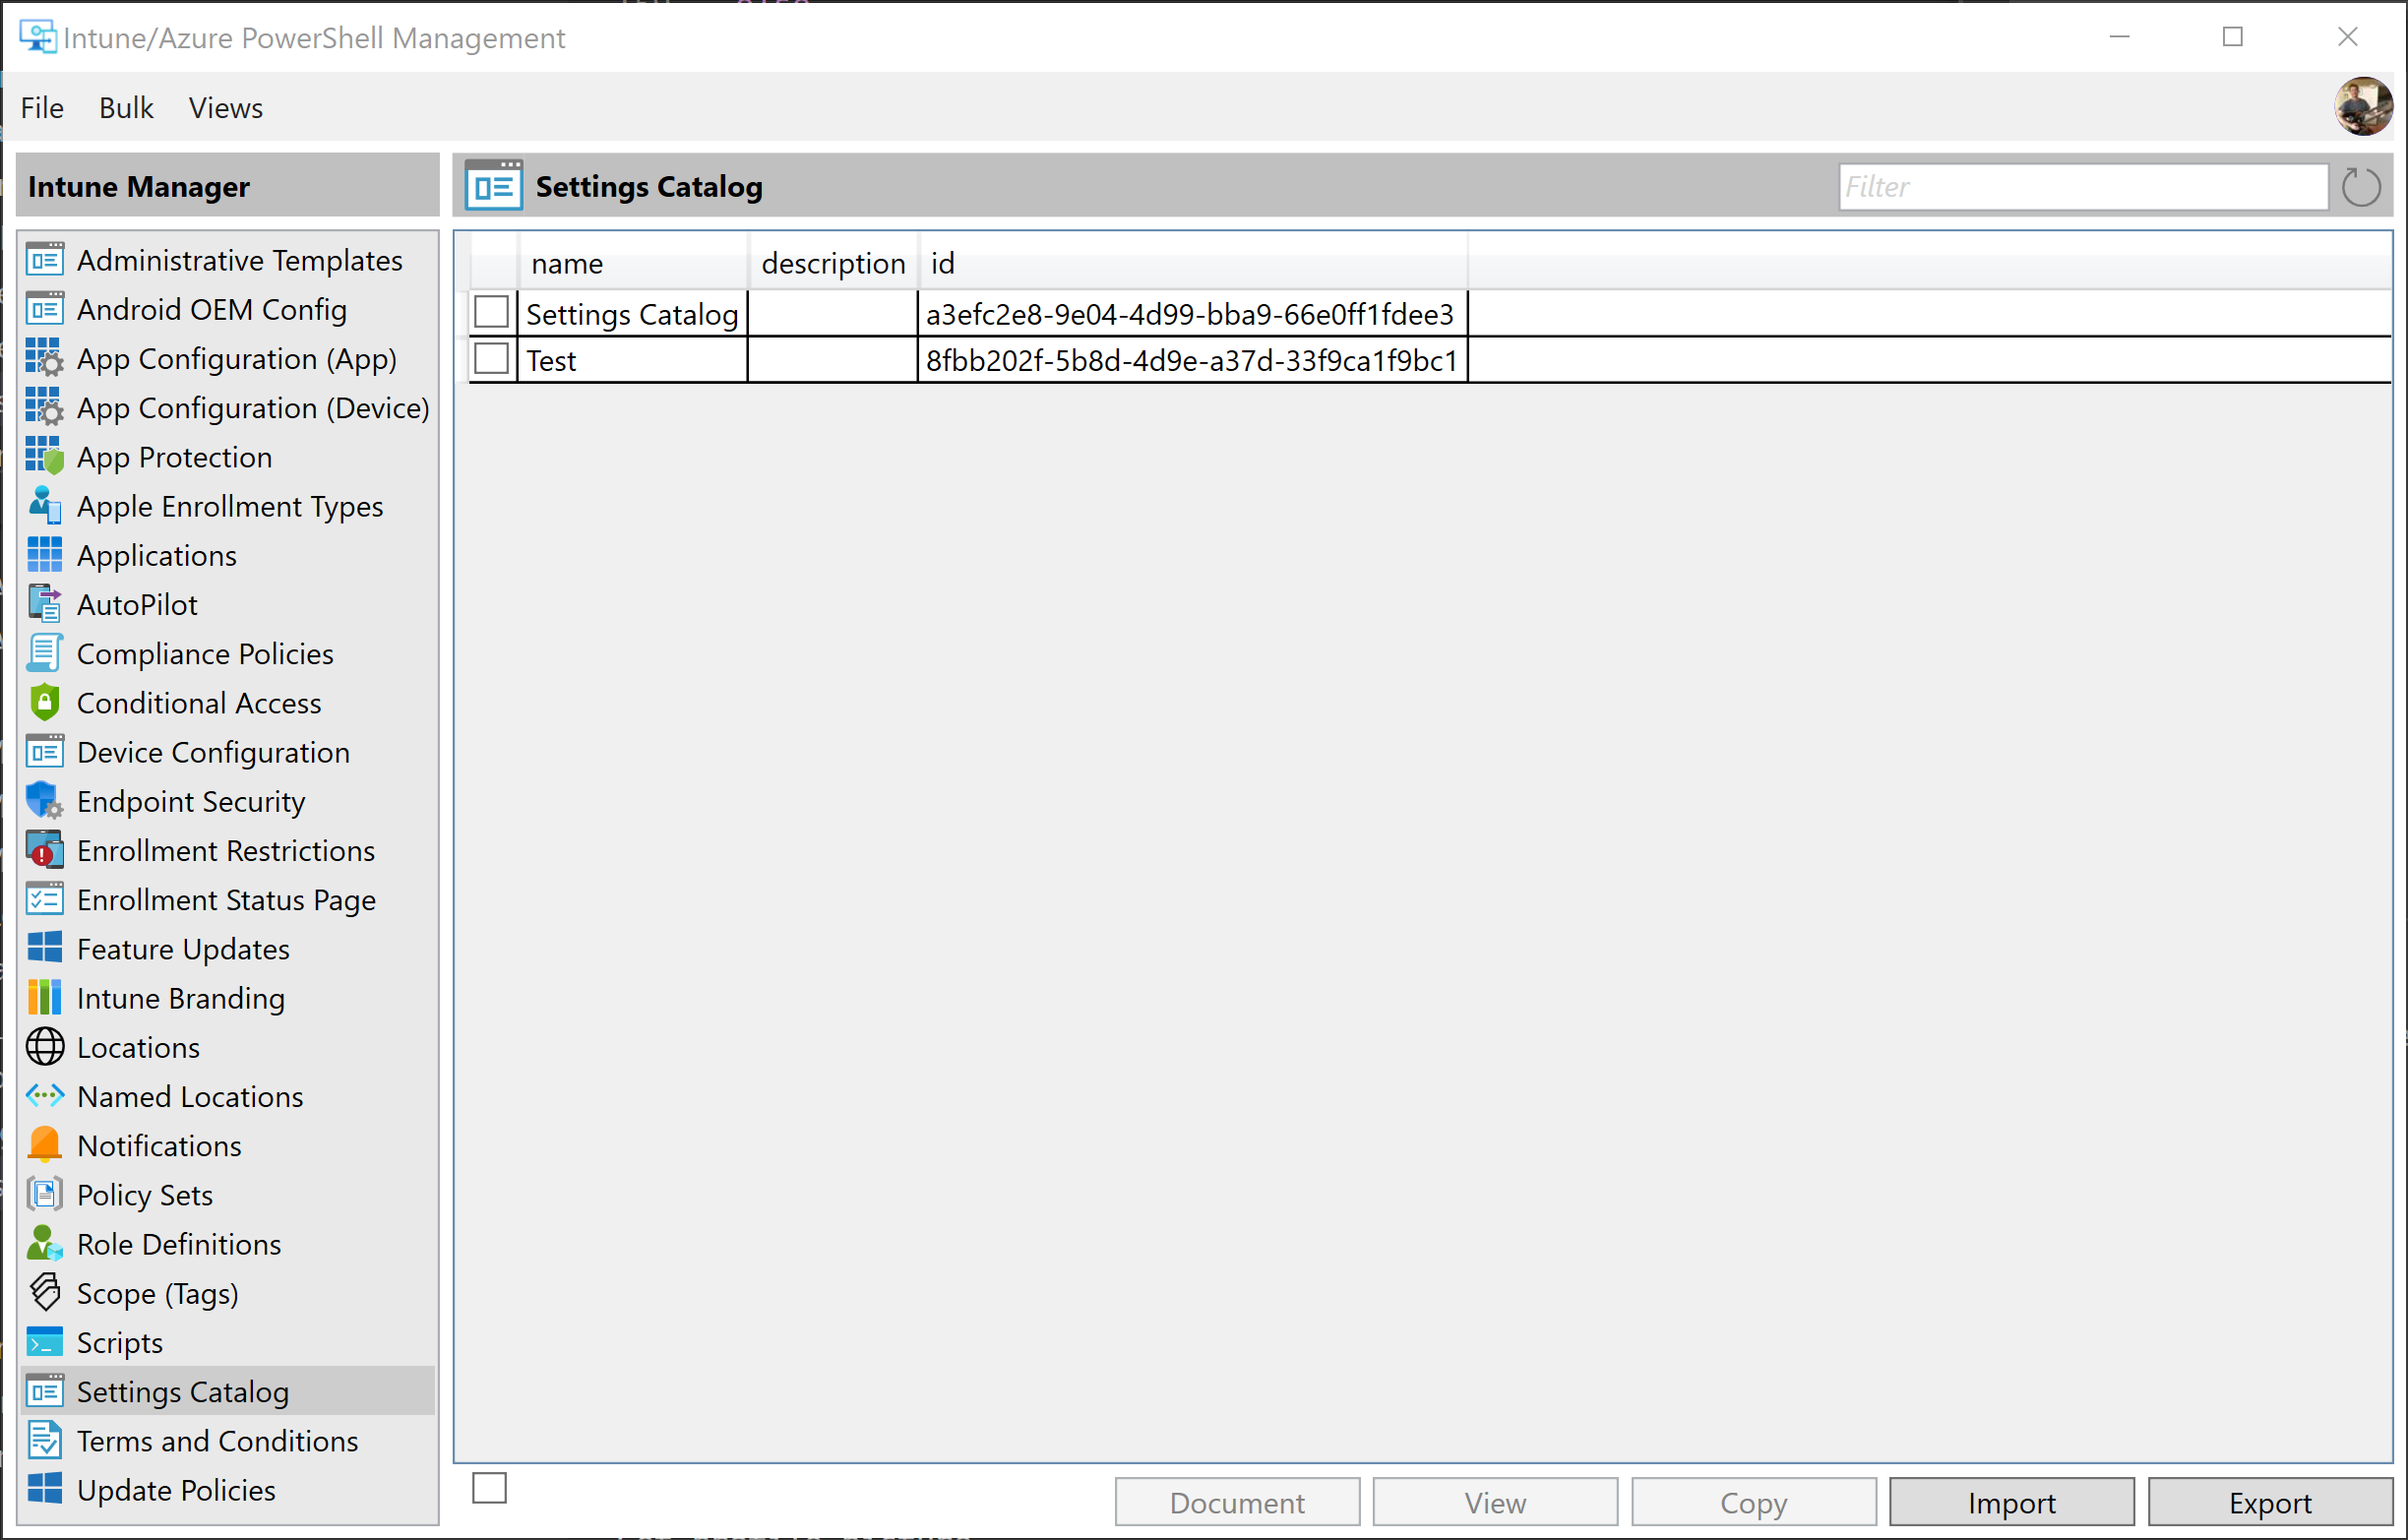 Intune/Azure PowerShell Management
File Bulk Views
Intune Manager
Settings Catalog
Filter
Administrative Templates
Android OEM Config
App Configuration (App)
App Configuration (Device)
App Protection
Apple Enrollment Types
Applications
AutoPilot
Compliance Policies
Conditional Access
Device Configuration
Endpoint Security
Enrollment Restrictions
Enrollment Status Page
Feature Updates
Intune Branding
Locations
Named Locations
Notifications
Policy Sets
Role Definitions
Scope (Tags)
Scripts
Settings Catalog
Terms and Conditions
Update Policies
name description id
Settings Catalog a3efc2e8-9e04-4d99-bba9-66e0ff1fdee3
Test 8fbb202f-5b8d-4d9e-a37d-33f9ca1f9bc1
Document View Copy Import Export